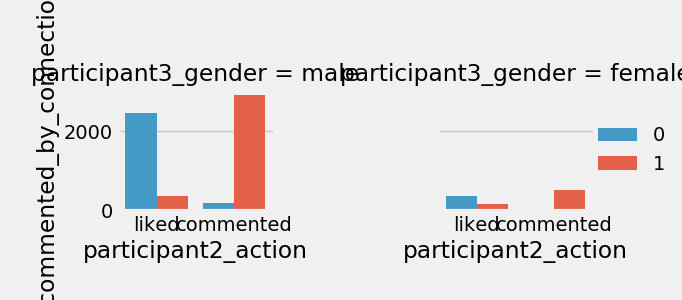 participant3_gender = male
participant3_gender = female
commented_by_connectio
2000
0
liked
commented
participant2_action
liked
commented
participant2_action
0
1